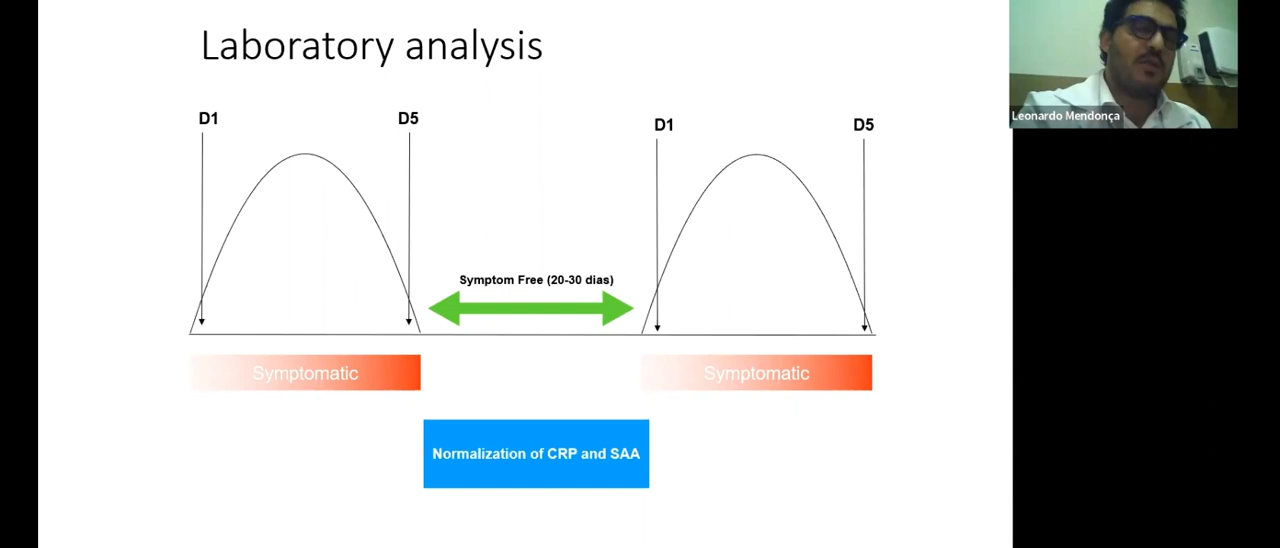 Laboratory analysis
Leonardo Mendonça
D1
D5
D1
D5
Symptom Free (20-30 dias)
Symptomatic
Symptomatic
Normalization of CRP and SAA